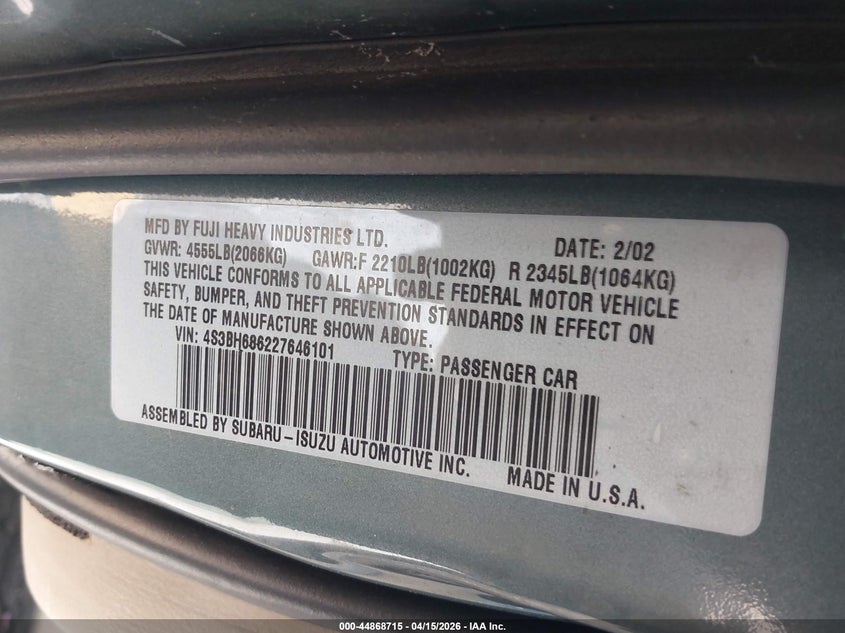 MFD BY FUJI HEAVY INDUSTRIES LTD. DATE: 2/02
GVWR: 4555LB(2066KG) GAWR:F 2210LB(1002KG) R 2345LB(1064KG)
THIS VEHICLE CONFORMS TO ALL APPLICABLE FEDERAL MOTOR VEHICLE
SAFETY, BUMPER, AND THEFT PREVENTION STANDARDS IN EFFECT ON
THE DATE OF MANUFACTURE SHOWN ABOVE.
VIN: 4S3BH686227646101 TYPE: PASSENGER CAR
ASSEMBLED BY SUBARU-ISUZU AUTOMOTIVE INC. MADE IN U.S.A.
000-44868715 - 04/15/2026 - IAA Inc.